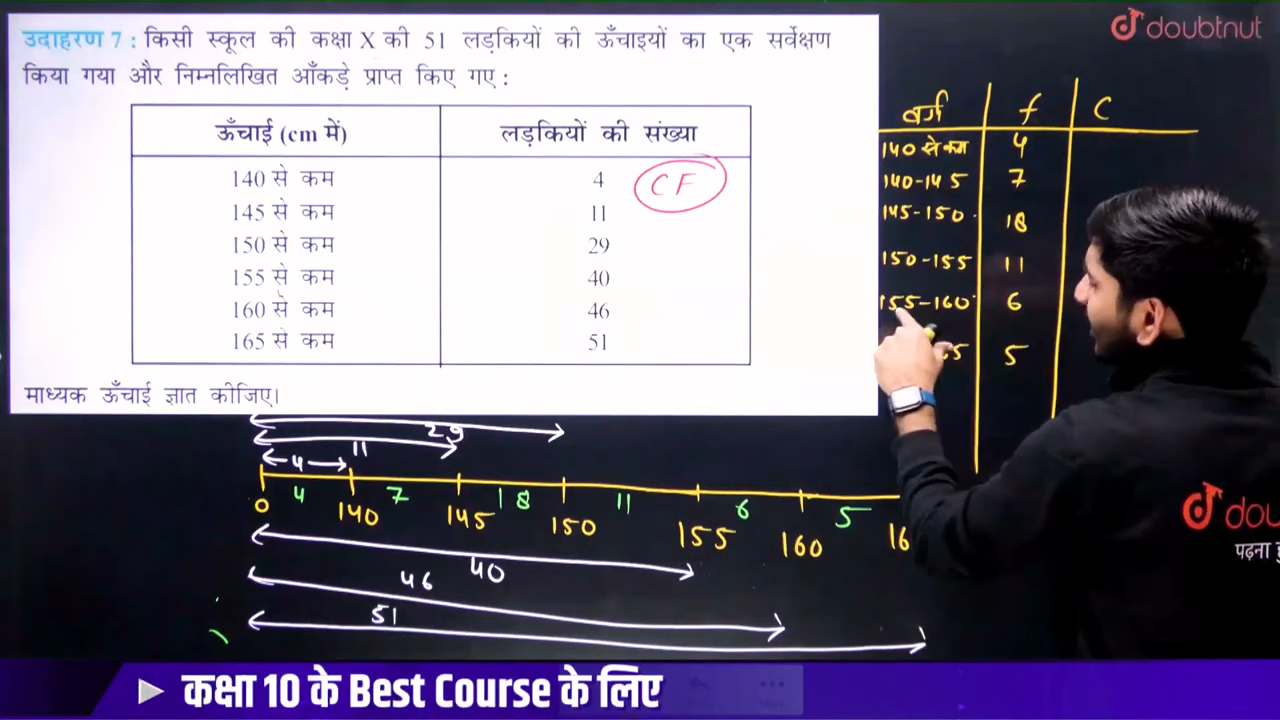 उदाहरण 7 : किसी स्कूल की कक्षा X की 51 लड़कियों की ऊँचाइयों का एक सर्वेक्षण
किया गया और निम्नलिखित आँकड़े प्राप्त किए गए :
ऊँचाई (cm में) लड़कियों की संख्या
140 से कम 4
145 से कम 11
150 से कम 29
155 से कम 40
160 से कम 46
165 से कम 51
CF
माध्यक ऊँचाई ज्ञात कीजिए।
doubtnut
वर्ग f C
140 से कम 4
140-145 7
145-150 18
150-155 11
155-160 6
65 5
29
11
4
4 7 18 11 6 5
0 140 145 150 155 160 16
40
46
51
dou
पढ़ना
कक्षा 10 के Best Course के लिए